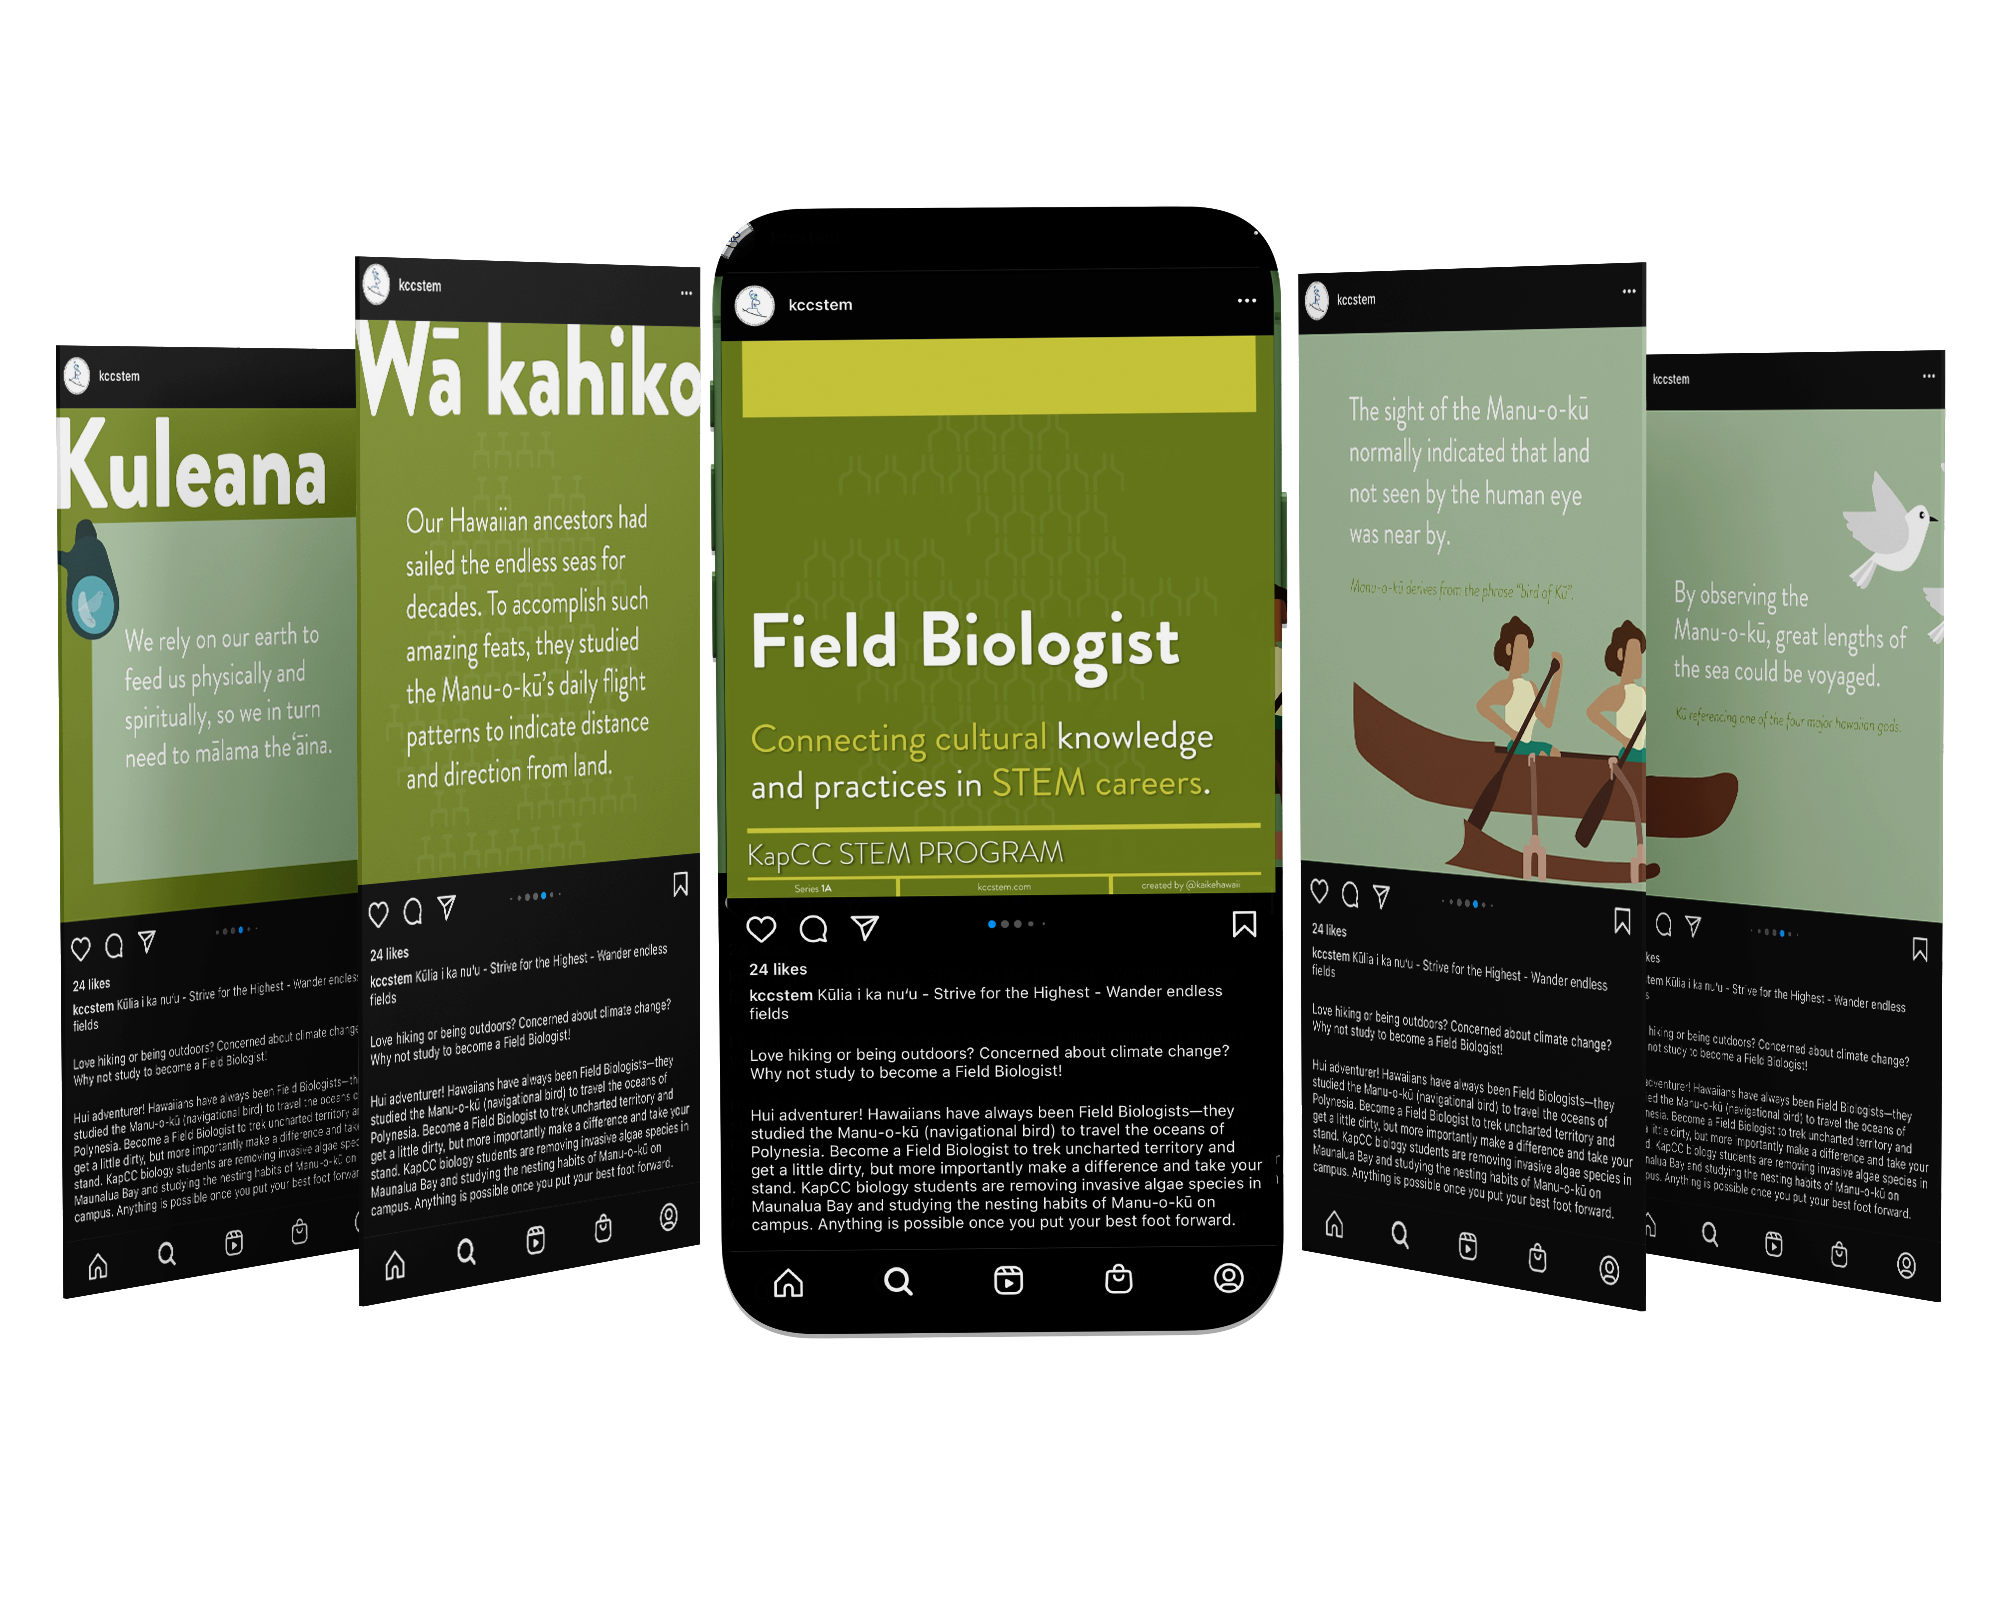 kccstem
Kuleana
We rely on our earth to
feed us physically and
spiritually, so we in turn
need to mālama the ʻāina.
24 likes
kccstem Kūlia i ka nuʻu - Strive for the Highest - Wander endless
fields
Love hiking or being outdoors? Concerned about climate change
Why not study to become a Field Biologist!
Hui adventurer! Hawaiians have always been Field Biologists—th
studied the Manu-o-kū (navigational bird) to travel the oceans o
Polynesia. Become a Field Biologist to trek uncharted territory a
get a little dirty, but more importantly make a difference and take
stand. KapCC biology students are removing invasive algae spec
Maunalua Bay and studying the nesting habits of Manu-o-kū on
campus. Anything is possible once you put your best foot forwar
kccstem
Wā kahiko
Our Hawaiian ancestors had
sailed the endless seas for
decades. To accomplish such
amazing feats, they studied
the Manu-o-kū's daily flight
patterns to indicate distance
and direction from land.
24 likes
kccstem Kūlia i ka nuʻu - Strive for the Highest - Wander endless
fields
Love hiking or being outdoors? Concerned about climate change?
Why not study to become a Field Biologist!
Hui adventurer! Hawaiians have always been Field Biologists—they
studied the Manu-o-kū (navigational bird) to travel the oceans of
Polynesia. Become a Field Biologist to trek uncharted territory and
get a little dirty, but more importantly make a difference and take your
stand. KapCC biology students are removing invasive algae species in
Maunalua Bay and studying the nesting habits of Manu-o-kū on
campus. Anything is possible once you put your best foot forward.
kccstem
Field Biologist
Connecting cultural knowledge
and practices in STEM careers.
KapCC STEM PROGRAM
Series 1A kccstem.com created by @kaikehawaii
24 likes
kccstem Kūlia i ka nuʻu - Strive for the Highest - Wander endless
fields
Love hiking or being outdoors? Concerned about climate change?
Why not study to become a Field Biologist!
Hui adventurer! Hawaiians have always been Field Biologists—they
studied the Manu-o-kū (navigational bird) to travel the oceans of
Polynesia. Become a Field Biologist to trek uncharted territory and
get a little dirty, but more importantly make a difference and take your
stand. KapCC biology students are removing invasive algae species in
Maunalua Bay and studying the nesting habits of Manu-o-kū on
campus. Anything is possible once you put your best foot forward.
kccstem
The sight of the Manu-o-kū
normally indicated that land
not seen by the human eye
was near by.
Manu-o-kū derives from the phrase "bird of Kū".
24 likes
kccstem Kūlia i ka nuʻu - Strive for the Highest - Wander endless
fields
Love hiking or being outdoors? Concerned about climate change?
Why not study to become a Field Biologist!
Hui adventurer! Hawaiians have always been Field Biologists—they
studied the Manu-o-kū (navigational bird) to travel the oceans of
Polynesia. Become a Field Biologist to trek uncharted territory and
get a little dirty, but more importantly make a difference and take your
stand. KapCC biology students are removing invasive algae species in
Maunalua Bay and studying the nesting habits of Manu-o-kū on
campus. Anything is possible once you put your best foot forward.
kccstem
By observing the
Manu-o-kū, great lengths of
the sea could be voyaged.
Kū referencing one of the four major hawaiian gods.
kes
tem Kūlia i ka nuʻu - Strive for the Highest - Wander endless
s
hiking or being outdoors? Concerned about climate change?
not study to become a Field Biologist!
adventurer! Hawaiians have always been Field Biologists—they
ed the Manu-o-kū (navigational bird) to travel the oceans of
nesia. Become a Field Biologist to trek uncharted territory and
a little dirty, but more importantly make a difference and take your
d. KapCC biology students are removing invasive algae species in
nalua Bay and studying the nesting habits of Manu-o-kū on
pus. Anything is possible once you put your best foot forward.